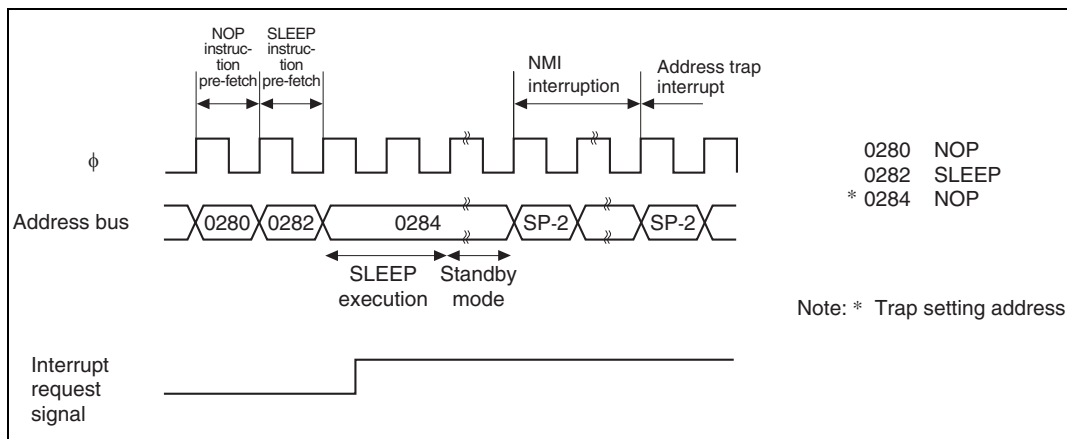 NOP
instruc-
tion
pre-fetch
SLEEP
instruc-
tion
pre-fetch
NMI
interruption
Address trap
interrupt
ϕ
0280 NOP
0282 SLEEP
* 0284 NOP
Address bus
0280
0282
0284
SP-2
SP-2
SLEEP
execution
Standby
mode
Note: * Trap setting address
Interrupt
request
signal